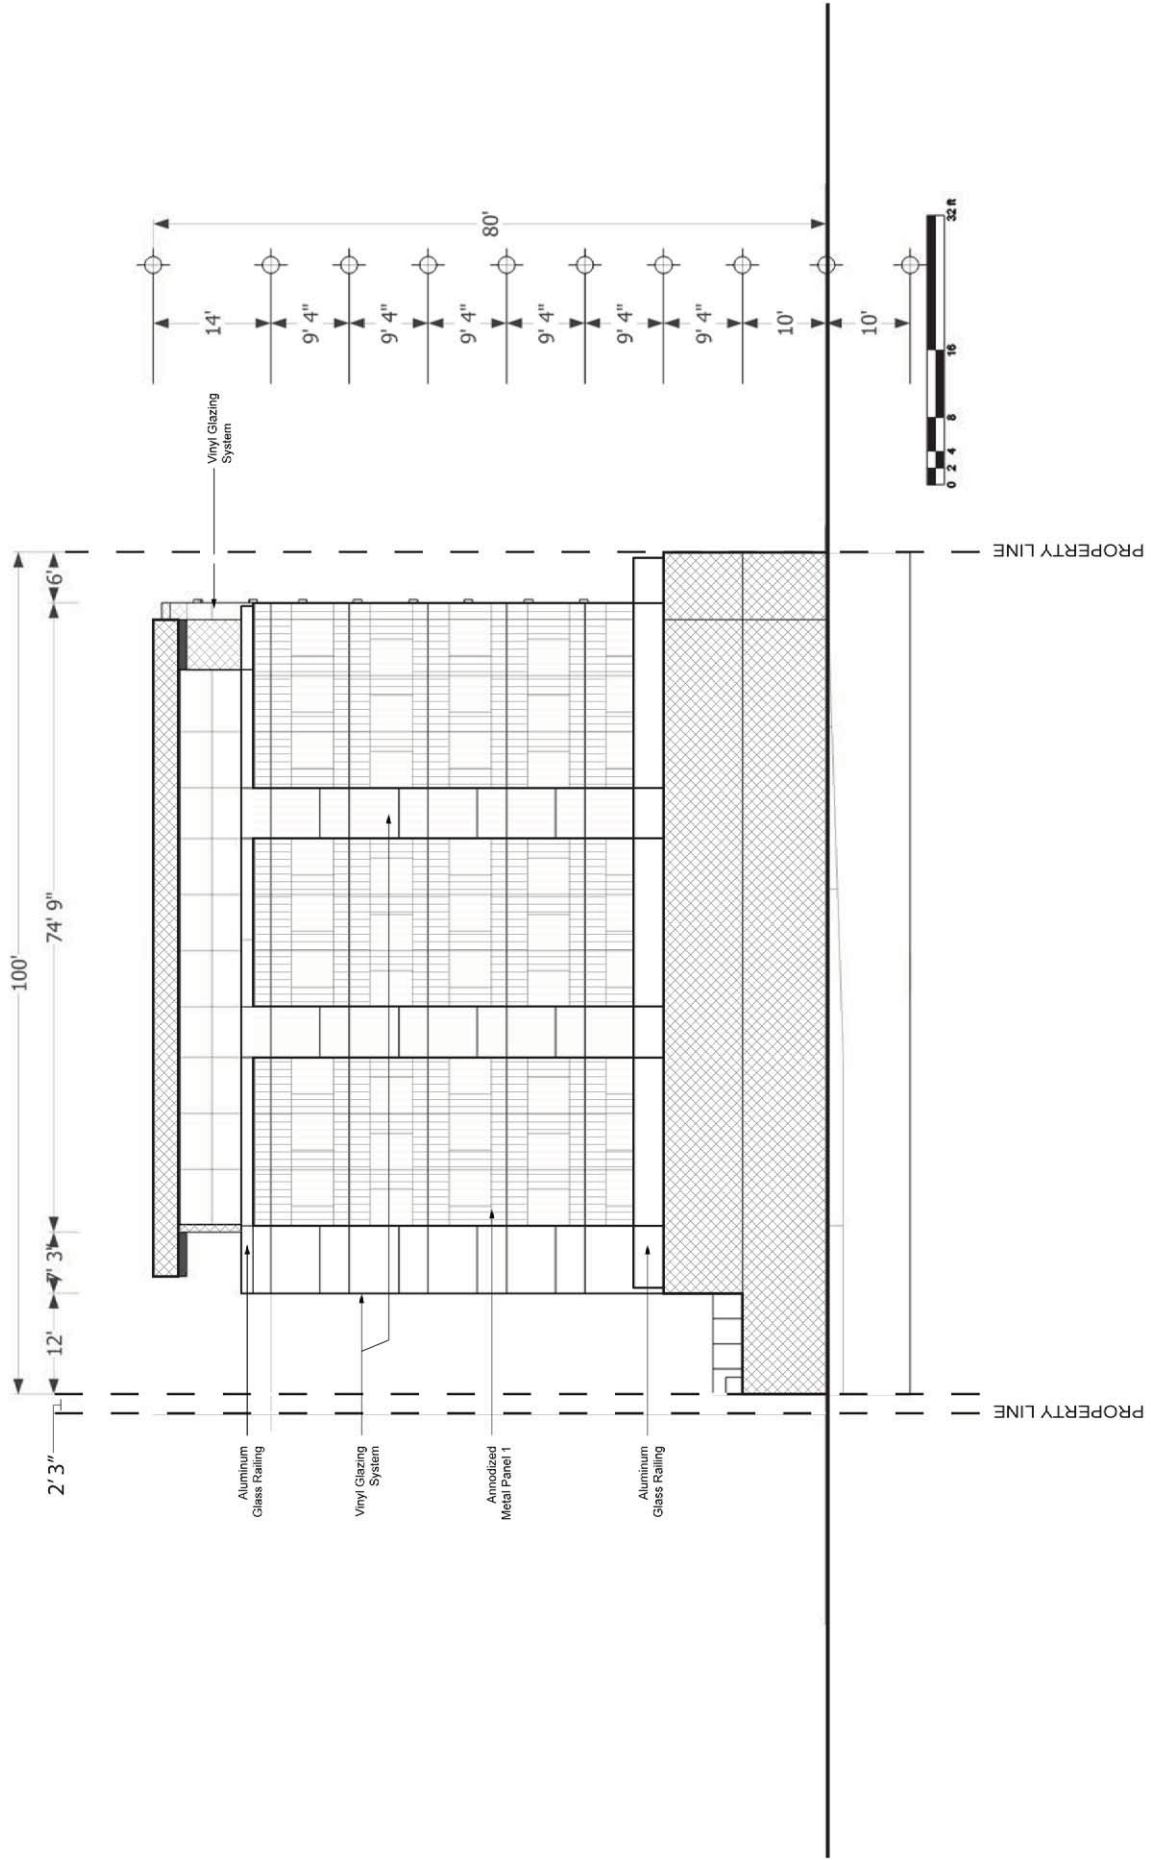 100'
2' 3"
12'
7' 3"
74' 9"
6'
Vinyl Glazing
System
14'
9' 4"
9' 4"
9' 4"
9' 4"
9' 4"
9' 4"
10'
10'
80'
Aluminum
Glass Railing
Vinyl Glazing
System
Annodized
Metal Panel 1
Aluminum
Glass Railing
PROPERTY LINE
PROPERTY LINE
0 2 4 8 16 32 ft